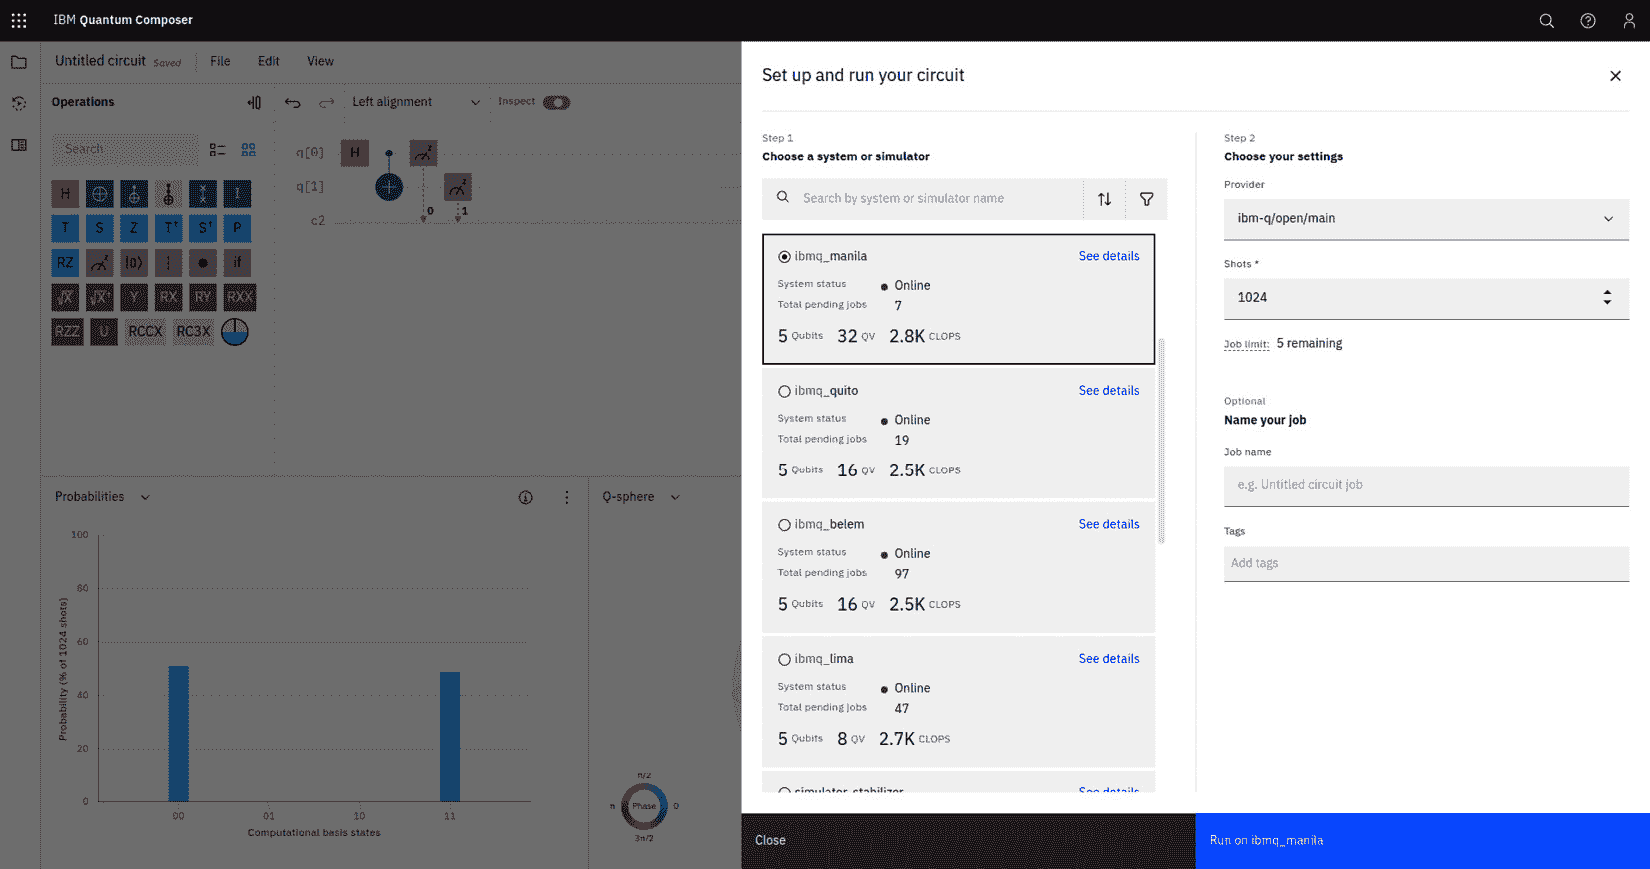 IBM Quantum Composer
Untitled circuit Saved File Edit View
Operations
Left alignment
Inspect
Search
q[0] H z
q[1] z
c2 0 1
H I
T S Z T† S† P
RZ z |0⟩ if
√X √X† Y RX RY RXX
RZZ U RCCX RC3X
Probabilities
Q-sphere
Probability (% of 1024 shots)
100
80
60
40
20
0
00 01 10 11
Computational basis states
π/2
π Phase 0
3π/2
Set up and run your circuit
Step 1
Choose a system or simulator
Search by system or simulator name
ibmq_manila See details
System status Online
Total pending jobs 7
5 Qubits 32 QV 2.8K CLOPS
ibmq_quito See details
System status Online
Total pending jobs 19
5 Qubits 16 QV 2.5K CLOPS
ibmq_belem See details
System status Online
Total pending jobs 97
5 Qubits 16 QV 2.5K CLOPS
ibmq_lima See details
System status Online
Total pending jobs 47
5 Qubits 8 QV 2.7K CLOPS
simulator_stabilizer See details
Step 2
Choose your settings
Provider
ibm-q/open/main
Shots *
1024
Job limit: 5 remaining
Optional
Name your job
Job name
e.g. Untitled circuit job
Tags
Add tags
Close
Run on ibmq_manila